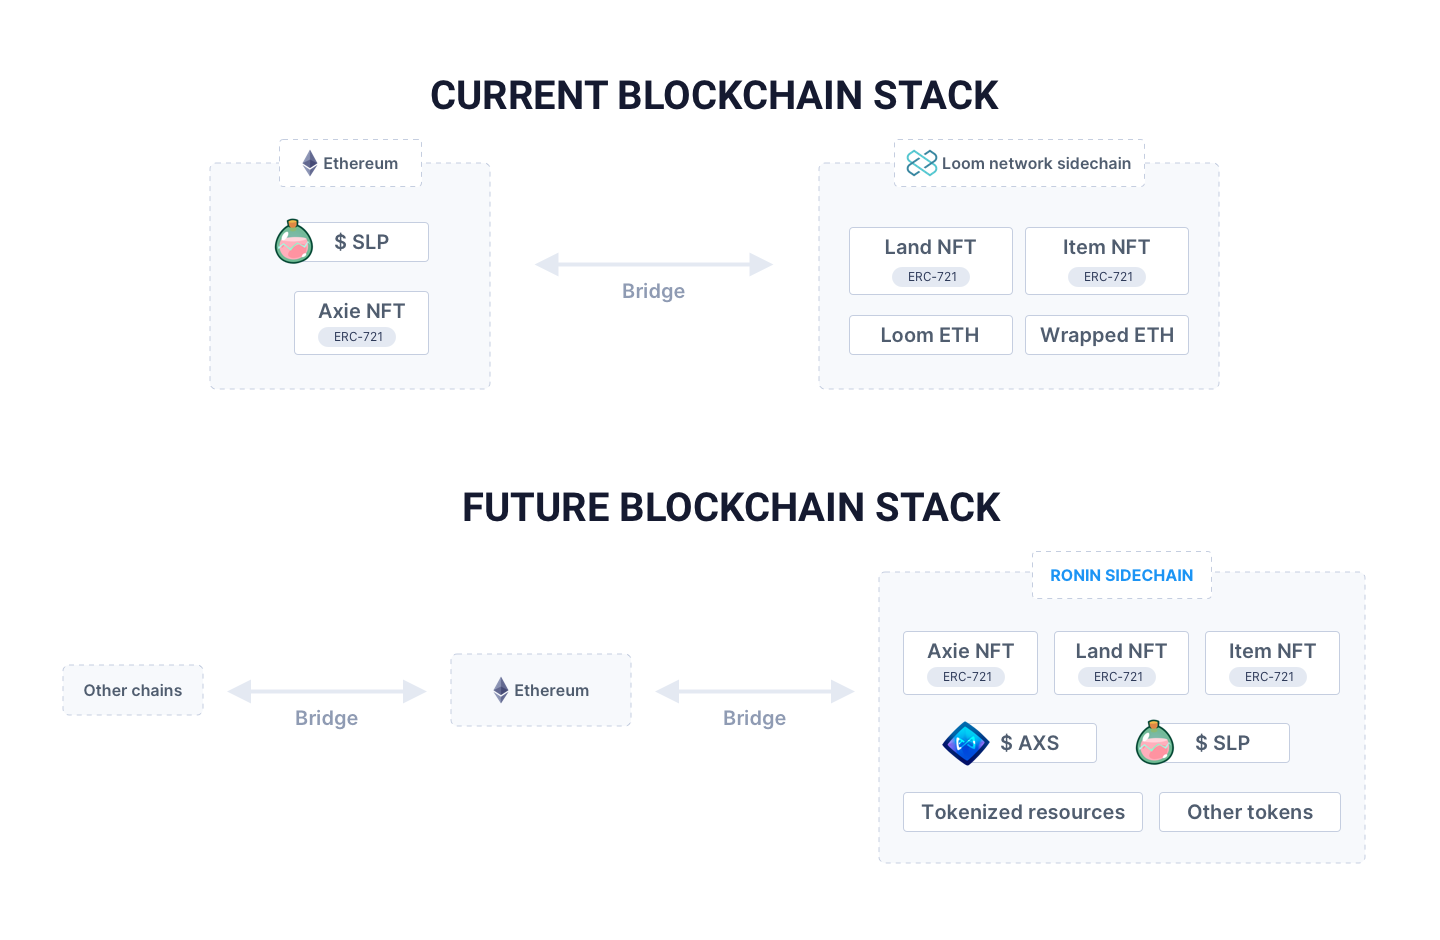 CURRENT BLOCKCHAIN STACK
Ethereum
$ SLP
Axie NFT
ERC-721
Bridge
Loom network sidechain
Land NFT
ERC-721
Item NFT
ERC-721
Loom ETH
Wrapped ETH
FUTURE BLOCKCHAIN STACK
Other chains
Bridge
Ethereum
Bridge
RONIN SIDECHAIN
Axie NFT
ERC-721
Land NFT
ERC-721
Item NFT
ERC-721
$ AXS
$ SLP
Tokenized resources
Other tokens